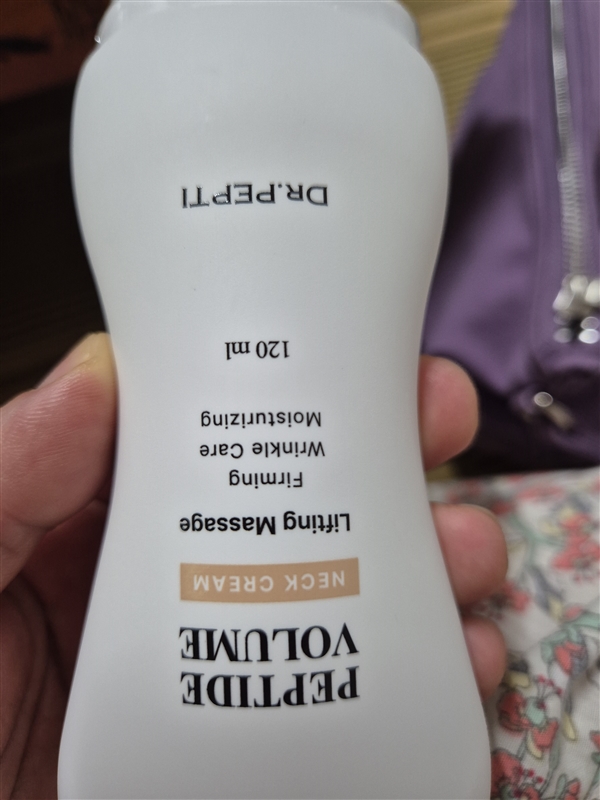 PEPTIDE
VOLUME
NECK CREAM
Lifting Massage
Firming
Wrinkle Care
Moisturizing
120 ml
DR.PEPTI